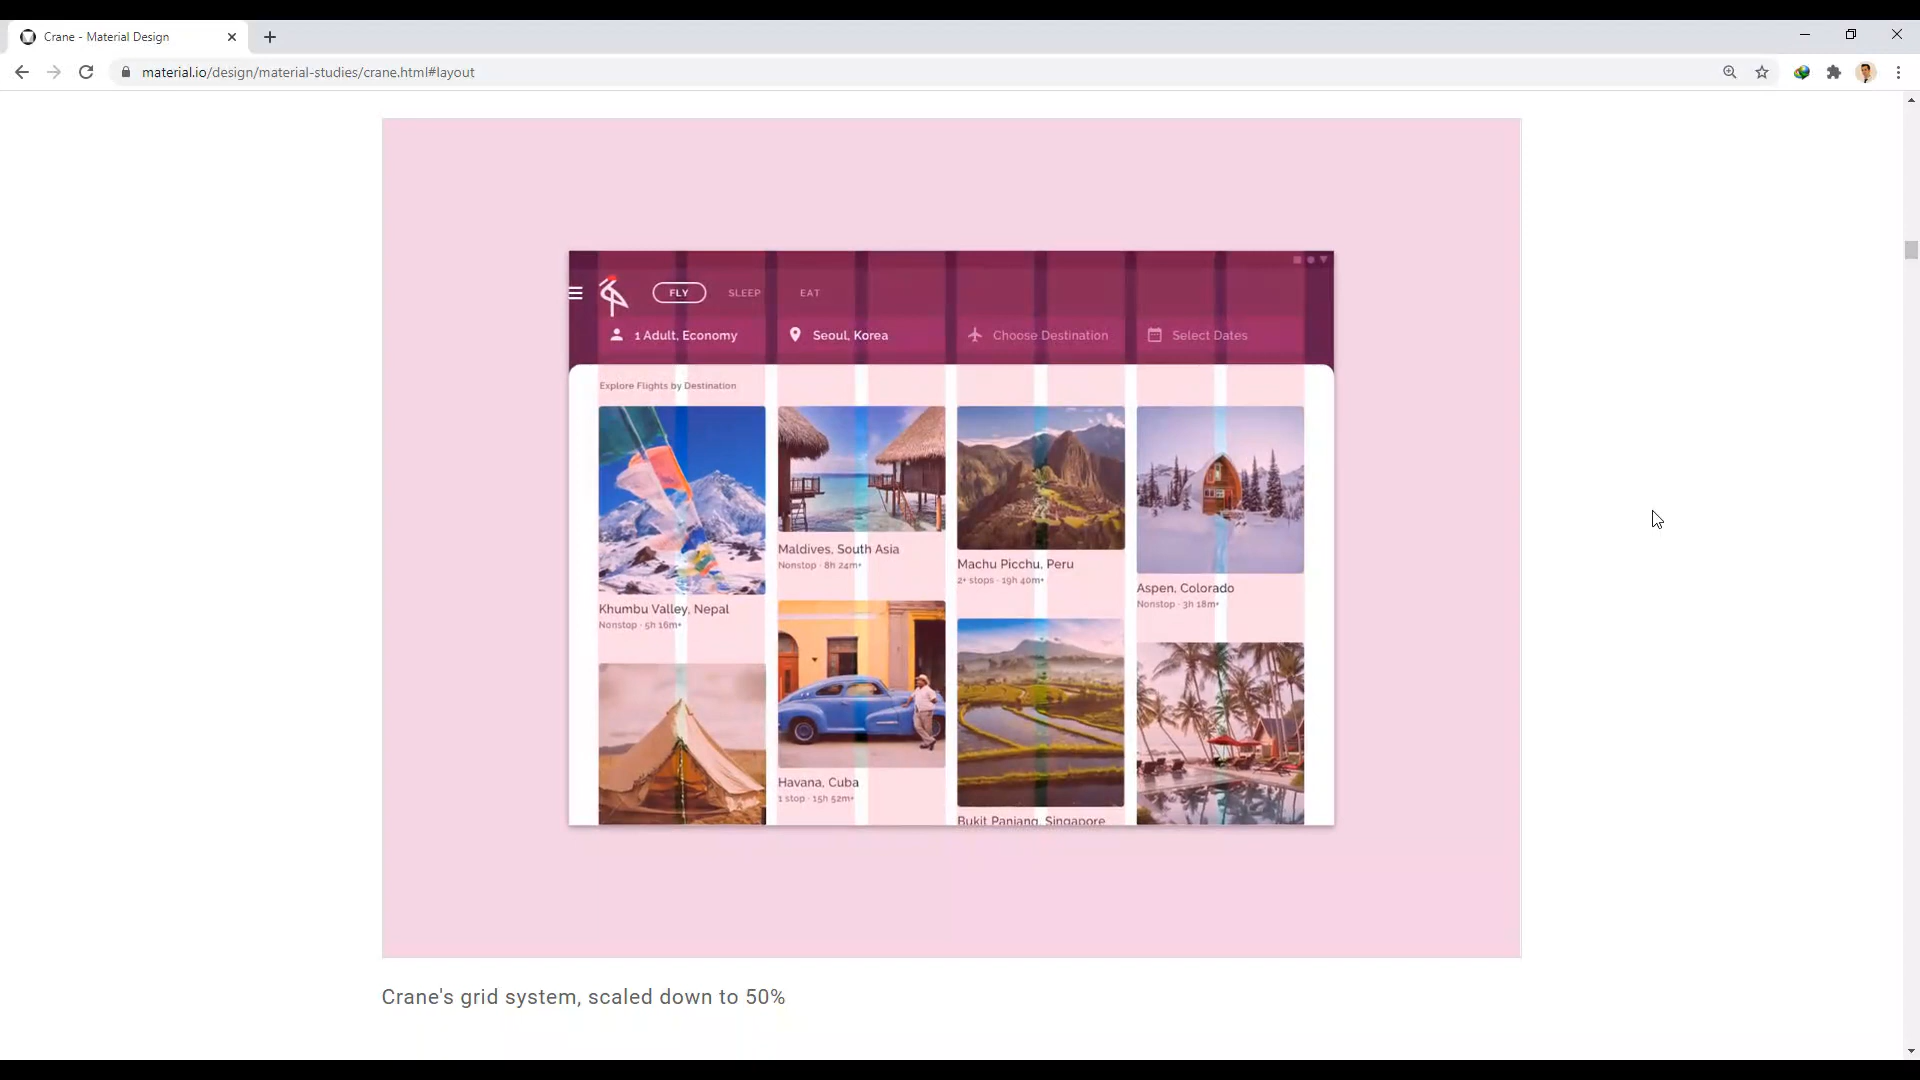 Crane - Material Design
material.io/design/material-studies/crane.html#layout
FLY SLEEP EAT
1 Adult, Economy Seoul, Korea Choose Destination Select Dates
Explore Flights by Destination
Khumbu Valley, Nepal
Nonstop · 5h 16m+
Maldives, South Asia
Nonstop · 8h 24m+
Havana, Cuba
1 stop · 15h 52m+
Machu Picchu, Peru
2+ stops · 19h 40m+
Bukit Panjang, Singapore
Aspen, Colorado
Nonstop · 3h 18m+
Crane's grid system, scaled down to 50%